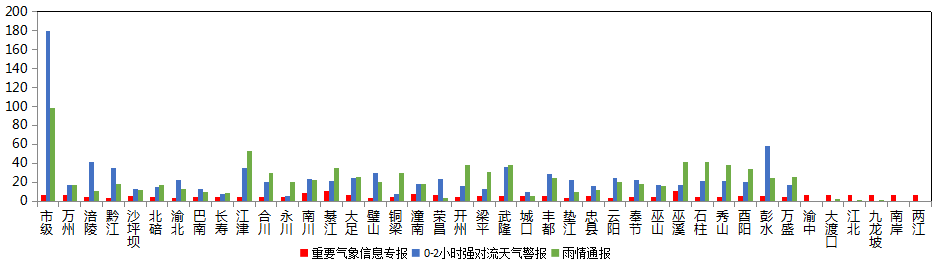 200
180
160
140
120
100
80
60
40
20
0
市级
万州
涪陵
黔江
沙坪坝
北碚
渝北
巴南
长寿
江津
合川
永川
南川
綦江
大足
璧山
铜梁
潼南
荣昌
开州
梁平
武隆
城口
丰都
垫江
忠县
云阳
奉节
巫山
巫溪
石柱
秀山
酉阳
彭水
万盛
渝中
大渡口
江北
九龙坡
南岸
两江
重要气象信息专报
0-2小时强对流天气警报
雨情通报